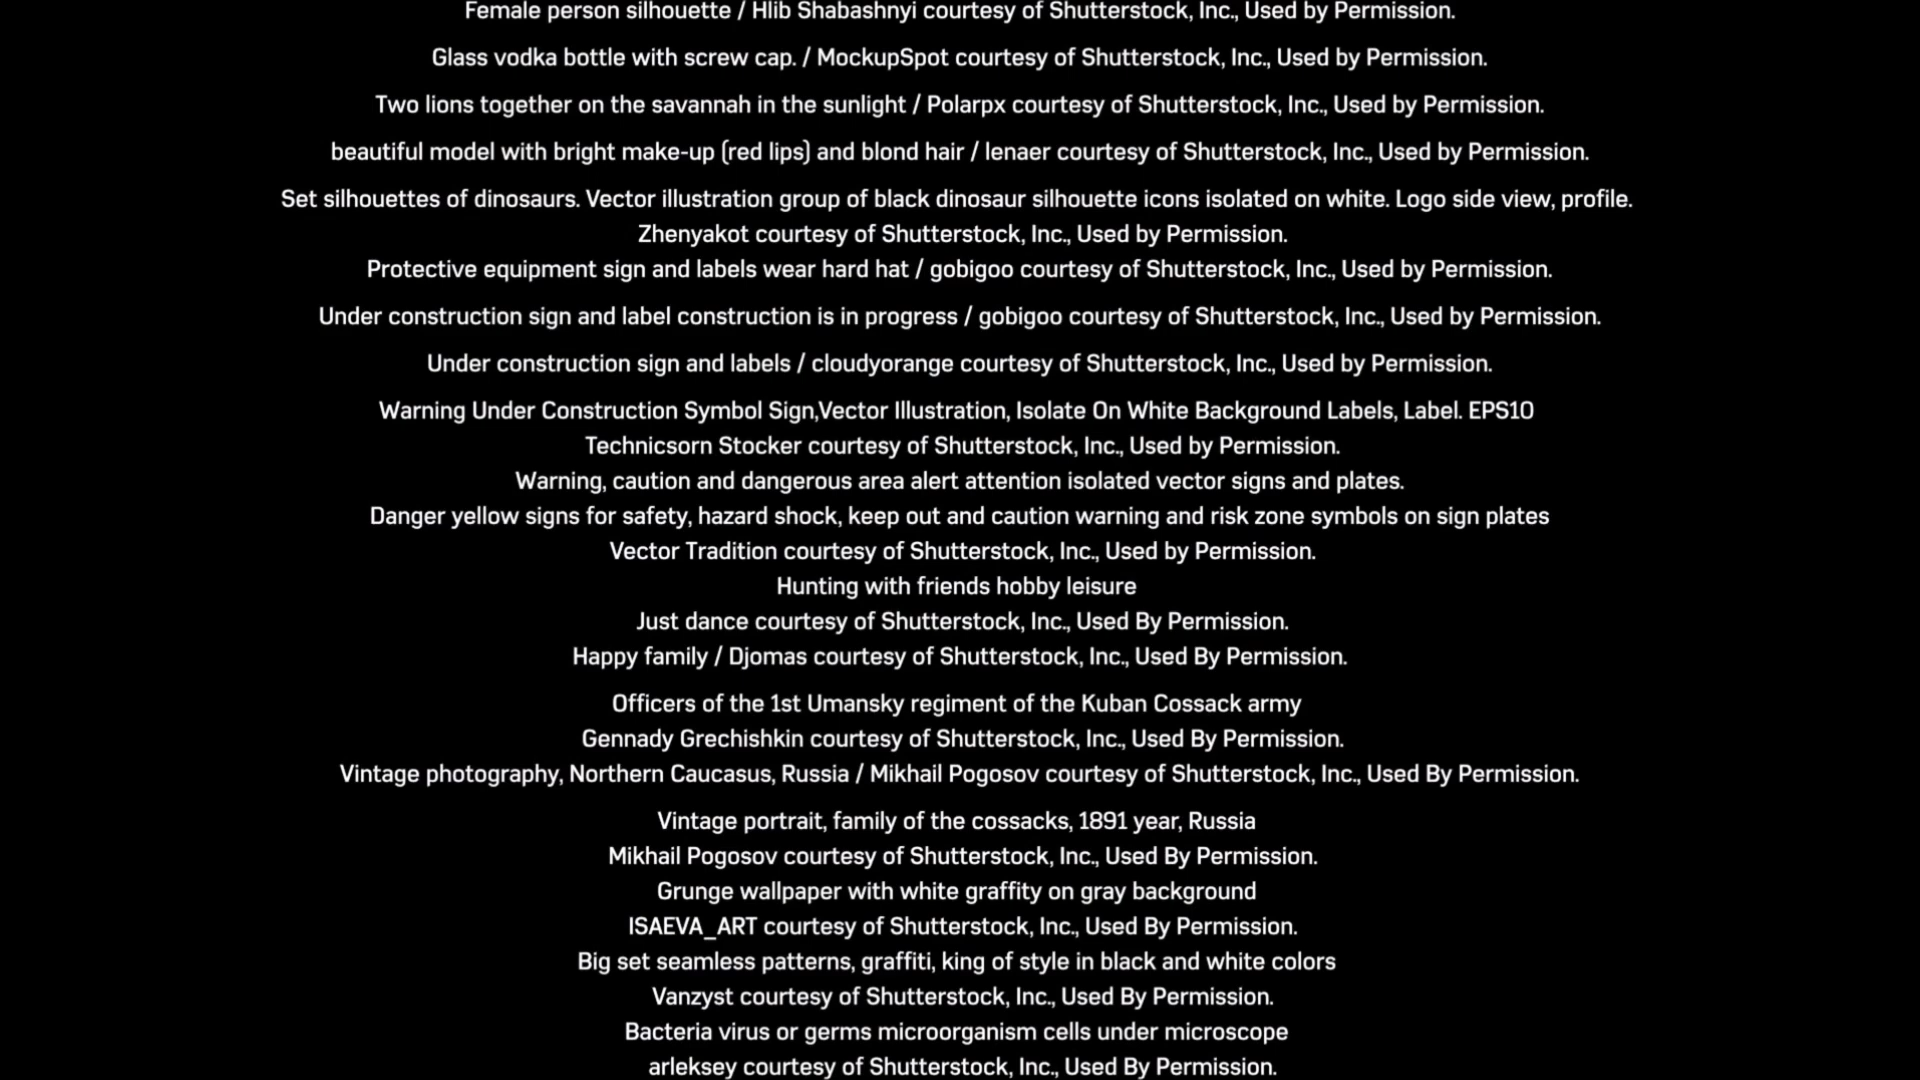 Female person silhouette / Hlib Shabashnyi courtesy of Shutterstock, Inc., Used by Permission.
Glass vodka bottle with screw cap. / MockupSpot courtesy of Shutterstock, Inc., Used by Permission.
Two lions together on the savannah in the sunlight / Polarpx courtesy of Shutterstock, Inc., Used by Permission.
beautiful model with bright make-up (red lips) and blond hair / lenaer courtesy of Shutterstock, Inc., Used by Permission.
Set silhouettes of dinosaurs. Vector illustration group of black dinosaur silhouette icons isolated on white. Logo side view, profile.
Zhenyakot courtesy of Shutterstock, Inc., Used by Permission.
Protective equipment sign and labels wear hard hat / gobigoo courtesy of Shutterstock, Inc., Used by Permission.
Under construction sign and label construction is in progress / gobigoo courtesy of Shutterstock, Inc., Used by Permission.
Under construction sign and labels / cloudyorange courtesy of Shutterstock, Inc., Used by Permission.
Warning Under Construction Symbol Sign,Vector Illustration, Isolate On White Background Labels, Label. EPS10
Technicsorn Stocker courtesy of Shutterstock, Inc., Used by Permission.
Warning, caution and dangerous area alert attention isolated vector signs and plates.
Danger yellow signs for safety, hazard shock, keep out and caution warning and risk zone symbols on sign plates
Vector Tradition courtesy of Shutterstock, Inc., Used by Permission.
Hunting with friends hobby leisure
Just dance courtesy of Shutterstock, Inc., Used By Permission.
Happy family / Djomas courtesy of Shutterstock, Inc., Used By Permission.
Officers of the 1st Umansky regiment of the Kuban Cossack army
Gennady Grechishkin courtesy of Shutterstock, Inc., Used By Permission.
Vintage photography, Northern Caucasus, Russia / Mikhail Pogosov courtesy of Shutterstock, Inc., Used By Permission.
Vintage portrait, family of the cossacks, 1891 year, Russia
Mikhail Pogosov courtesy of Shutterstock, Inc., Used By Permission.
Grunge wallpaper with white graffity on gray background
ISAEVA_ART courtesy of Shutterstock, Inc., Used By Permission.
Big set seamless patterns, graffiti, king of style in black and white colors
Vanzyst courtesy of Shutterstock, Inc., Used By Permission.
Bacteria virus or germs microorganism cells under microscope
arleksey courtesy of Shutterstock, Inc., Used By Permission.